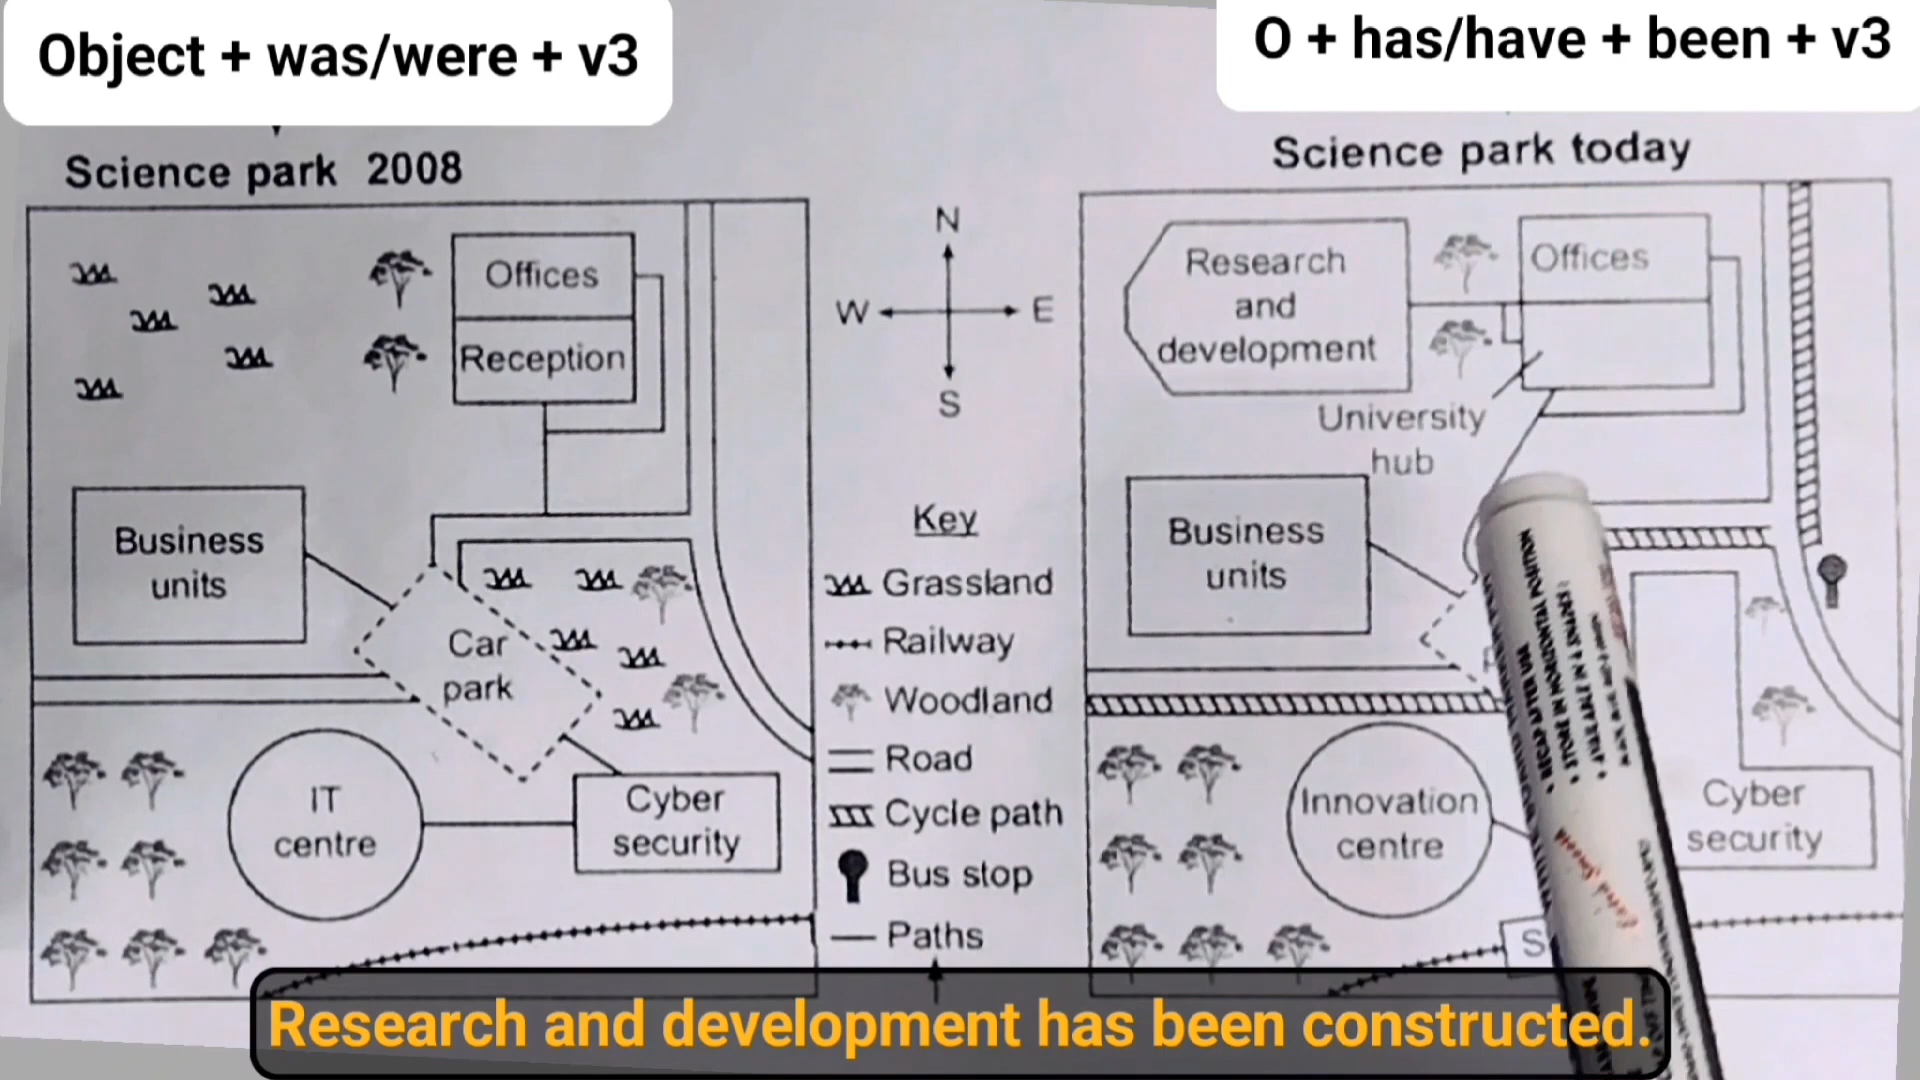 Object + was/were + v3
O + has/have + been + v3
Science park 2008
Science park today
Offices
Reception
Business
units
Car
park
IT
centre
Cyber
security
N
W
E
S
Key
Grassland
Railway
Woodland
Road
Cycle path
Bus stop
Paths
Research
and
development
Offices
University
hub
Business
units
Innovation
centre
Cyber
security
S
Research and development has been constructed.